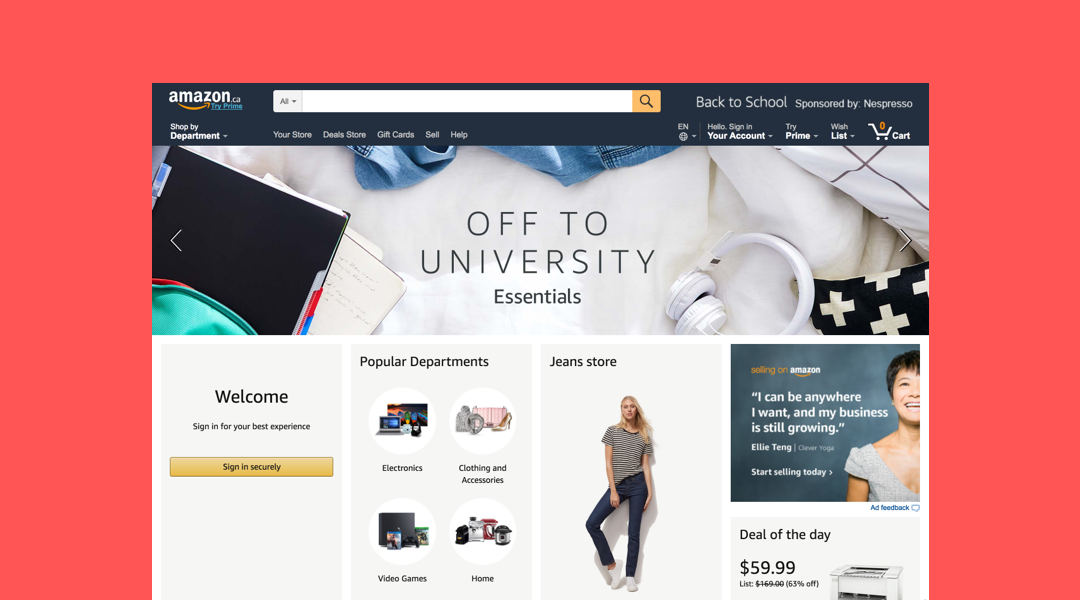 amazon.ca
Try Prime
All
Back to School Sponsored by: Nespresso
Shop by
Department
Your Store Deals Store Gift Cards Sell Help
EN
Hello. Sign in
Your Account
Try
Prime
Wish
List
0
Cart
OFF TO
UNIVERSITY
Essentials
Welcome
Sign in for your best experience
Sign in securely
Popular Departments
Electronics
Clothing and
Accessories
Video Games
Home
Jeans store
selling on amazon
“I can be anywhere
I want, and my business
is still growing.”
Ellie Teng | Clever Yoga
Start selling today ›
Ad feedback
Deal of the day
$59.99
List: $169.00 (63% off)